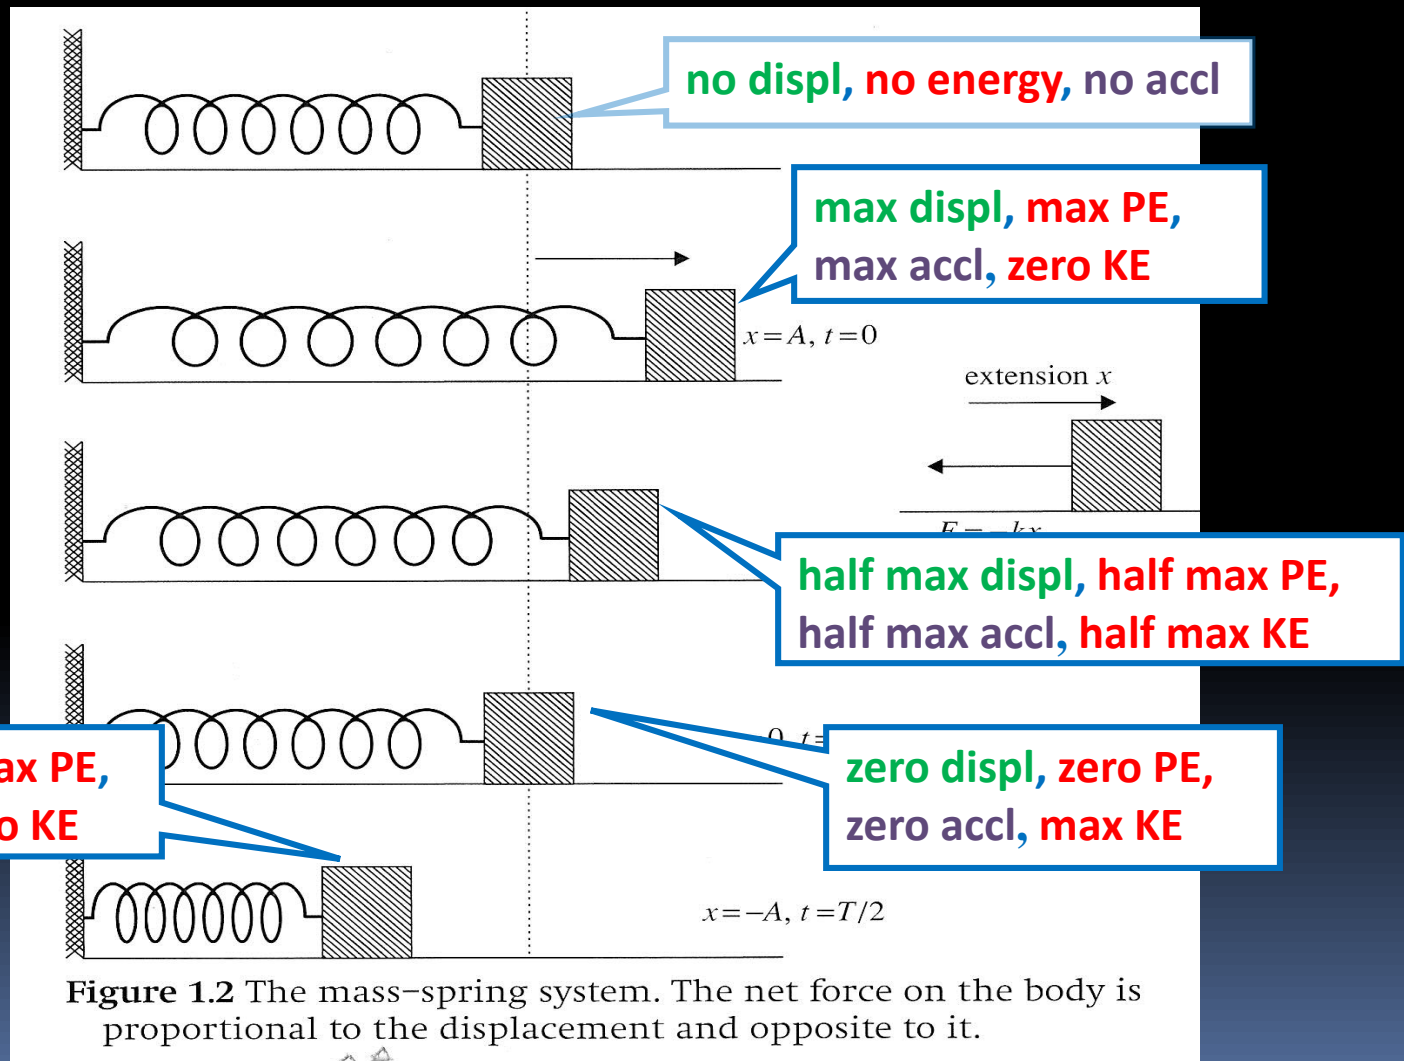 no displ, no energy, no accl
max displ, max PE,
max accl, zero KE
x=A, t=0
extension x
F = −kx
half max displ, half max PE,
half max accl, half max KE
0, t=
zero displ, zero PE,
zero accl, max KE
ax PE,
o KE
x=−A, t=T/2
Figure 1.2 The mass–spring system. The net force on the body is
proportional to the displacement and opposite to it.